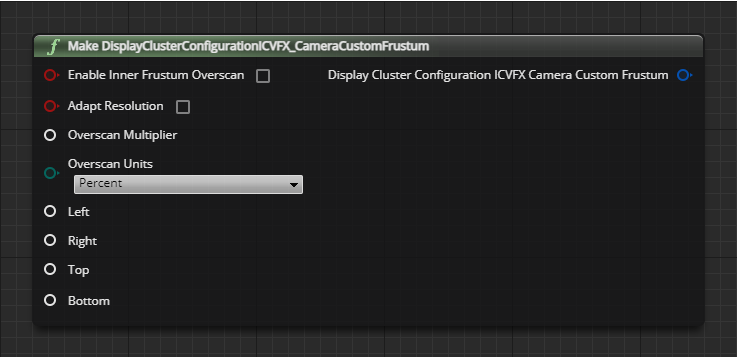 f Make DisplayClusterConfigurationICVFX_CameraCustomFrustum
Enable Inner Frustum Overscan
Display Cluster Configuration ICVFX Camera Custom Frustum
Adapt Resolution
Overscan Multiplier
Overscan Units
Percent
Left
Right
Top
Bottom